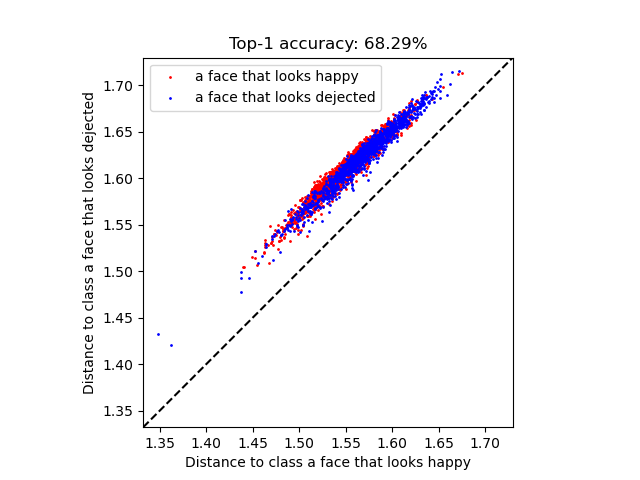 Top-1 accuracy: 68.29%
a face that looks happy
a face that looks dejected
Distance to class a face that looks dejected
1.70
1.65
1.60
1.55
1.50
1.45
1.40
1.35
1.35 1.40 1.45 1.50 1.55 1.60 1.65 1.70
Distance to class a face that looks happy